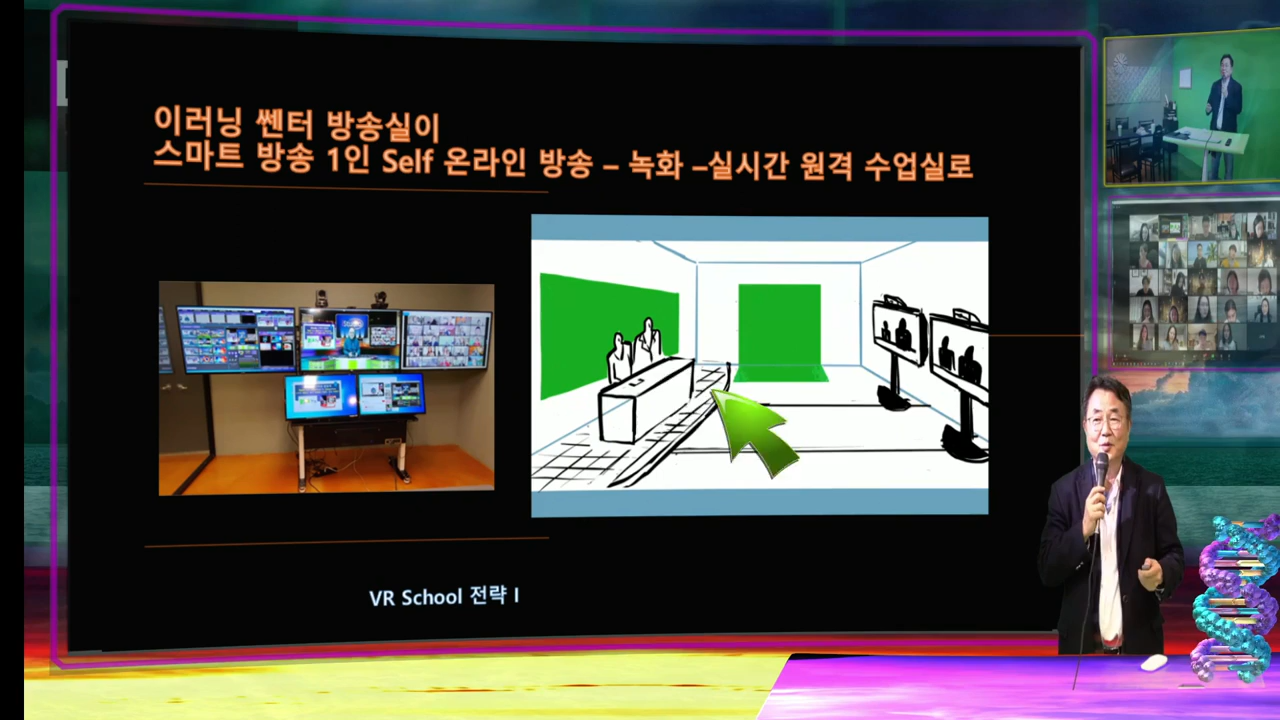 이러닝 쎈터 방송실이
스마트 방송 1인 Self 온라인 방송 – 녹화 –실시간 원격 수업실로
VR School 전략 I